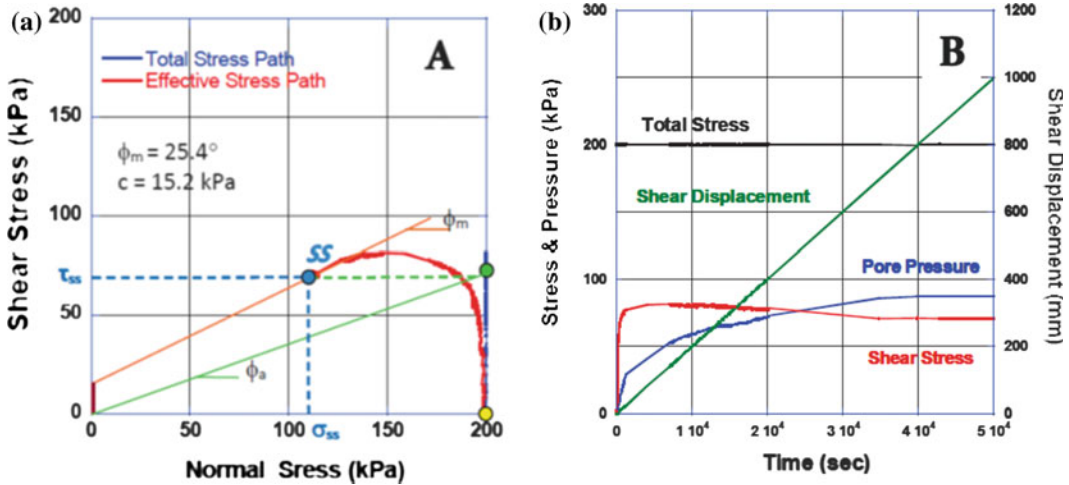 (a)
A
Total Stress Path
Effective Stress Path
ϕm = 25.4°
c = 15.2 kPa
SS
ϕm
τss
ϕa
σss
200
150
100
50
0
0
50
100
150
200
Shear Stress (kPa)
Normal Sress (kPa)
(b)
B
Total Stress
Shear Displacement
Pore Pressure
Shear Stress
300
200
100
0
1200
1000
800
600
400
200
0
0
1 10⁴
2 10⁴
3 10⁴
4 10⁴
5 10⁴
Stress & Pressure (kPa)
Shear Displacement (mm)
Time (sec)